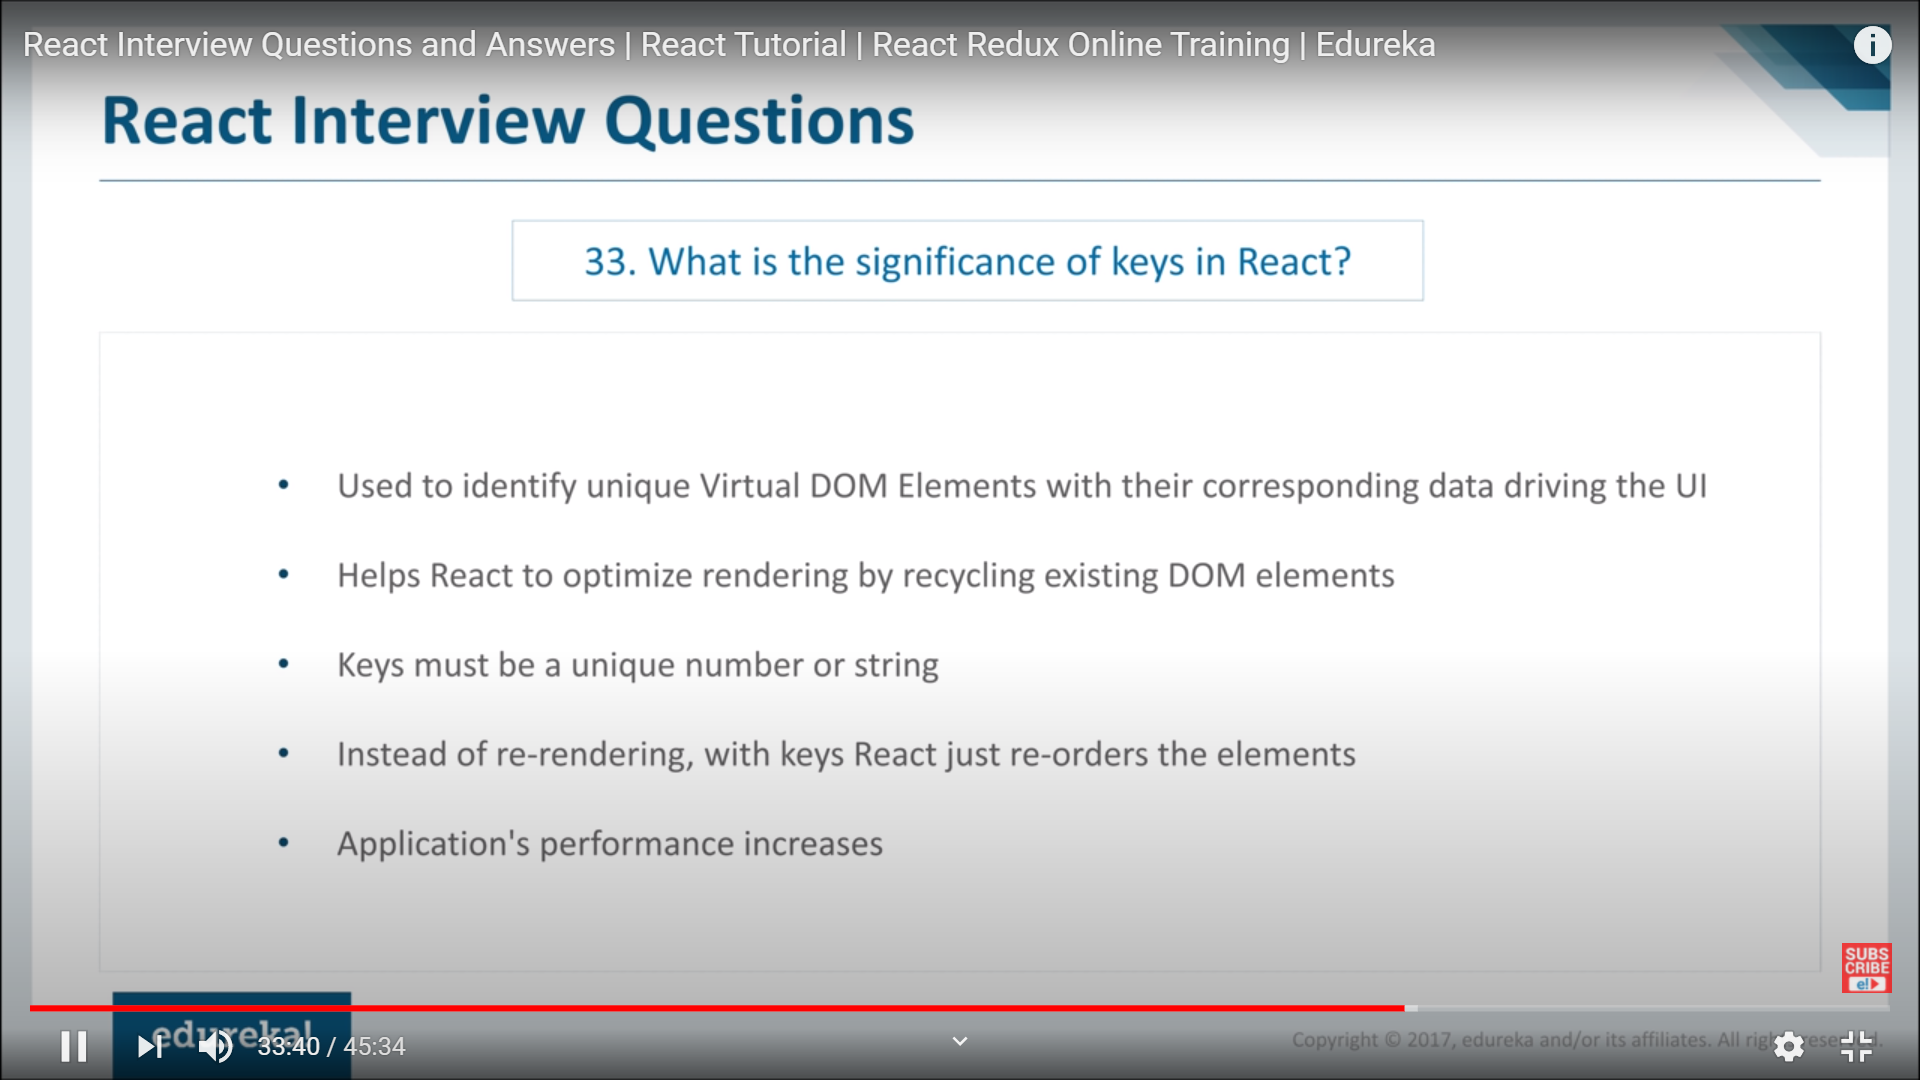 React Interview Questions and Answers | React Tutorial | React Redux Online Training | Edureka
React Interview Questions
33. What is the significance of keys in React?
• Used to identify unique Virtual DOM Elements with their corresponding data driving the UI
• Helps React to optimize rendering by recycling existing DOM elements
• Keys must be a unique number or string
• Instead of re-rendering, with keys React just re-orders the elements
• Application's performance increases
SUBS
CRIBE
e!
edureka!
33:40 / 45:34
Copyright © 2017, edureka and/or its affiliates. All rights reserved.